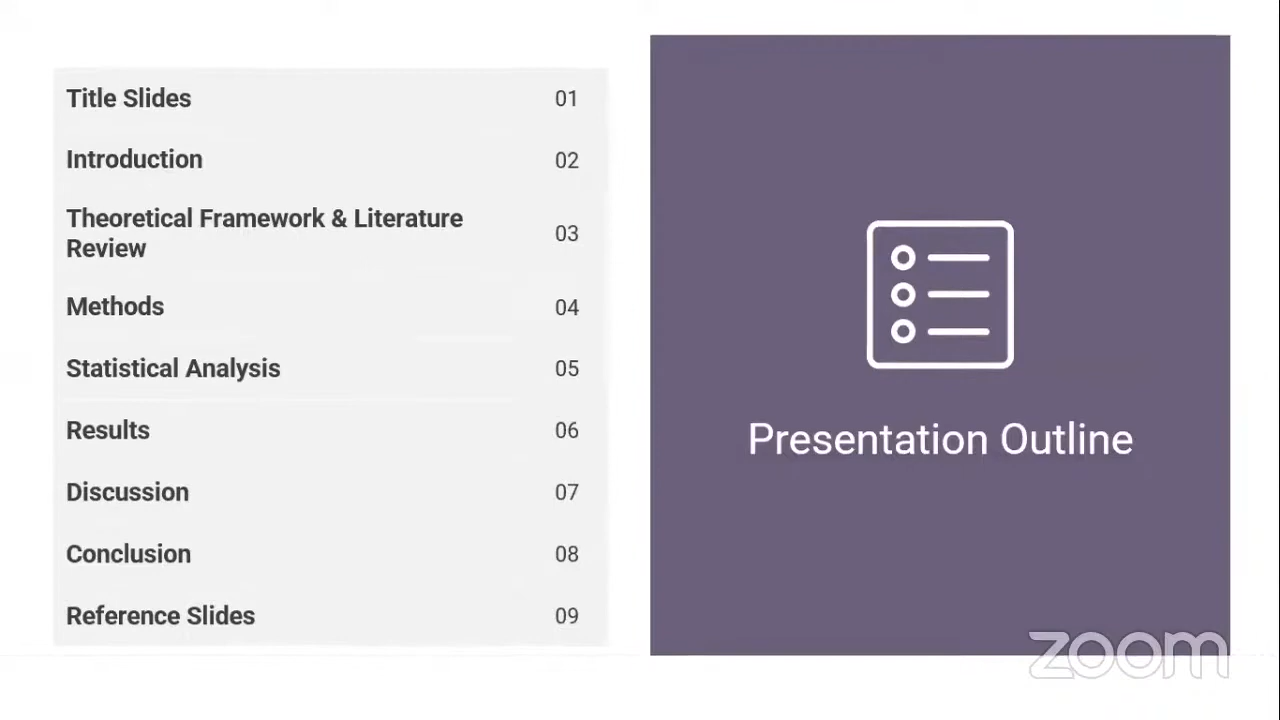 Title Slides 01
Introduction 02
Theoretical Framework & Literature
Review 03
Methods 04
Statistical Analysis 05
Results 06
Discussion 07
Conclusion 08
Reference Slides 09
Presentation Outline
zoom